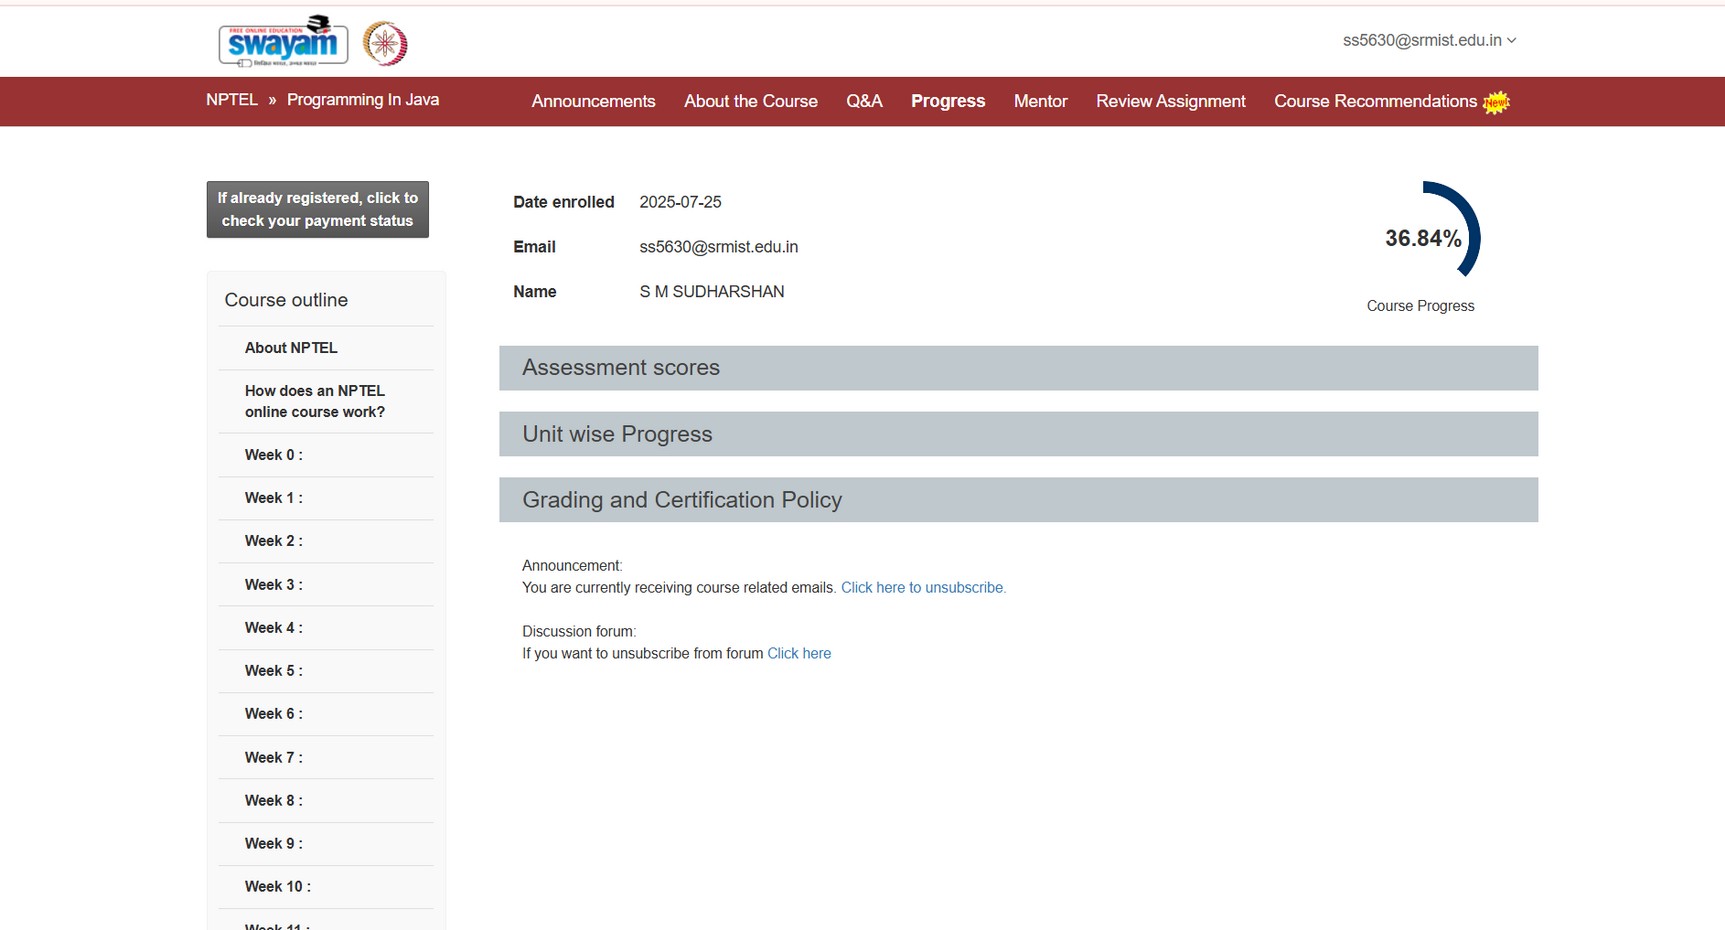 FREE ONLINE EDUCATION
swayam
ss5630@srmist.edu.in
NPTEL » Programming In Java
Announcements About the Course Q&A Progress Mentor Review Assignment Course Recommendations New!
If already registered, click to
check your payment status
Date enrolled 2025-07-25
Email ss5630@srmist.edu.in
Name S M SUDHARSHAN
36.84%
Course Progress
Course outline
About NPTEL
How does an NPTEL
online course work?
Week 0 :
Week 1 :
Week 2 :
Week 3 :
Week 4 :
Week 5 :
Week 6 :
Week 7 :
Week 8 :
Week 9 :
Week 10 :
Week 11 :
Assessment scores
Unit wise Progress
Grading and Certification Policy
Announcement:
You are currently receiving course related emails. Click here to unsubscribe.
Discussion forum:
If you want to unsubscribe from forum Click here